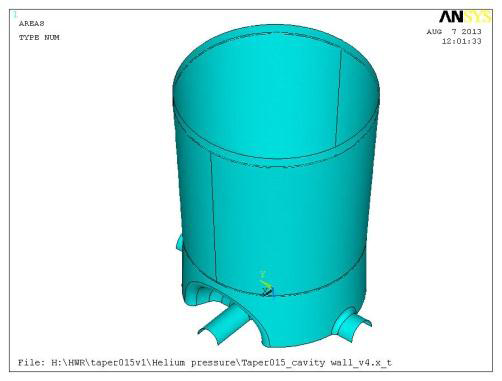 1
AREAS
TYPE NUM
ANSYS
AUG 7 2013
12:01:33
Y
File: H:\HWR\taper015v1\Helium pressure\Taper015_cavity wall_v4.x_t